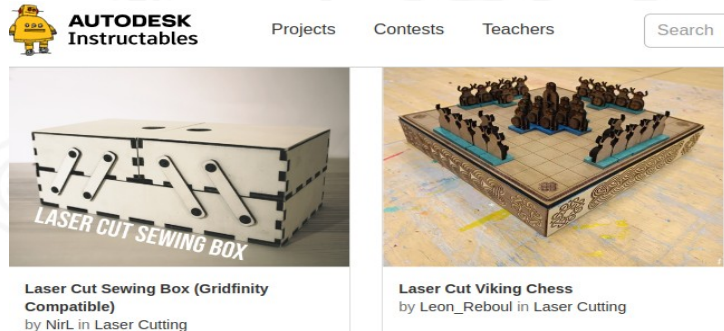 AUTODESK
Instructables
Projects
Contests
Teachers
Search
LASER CUT SEWING BOX
Laser Cut Sewing Box (Gridfinity
Compatible)
by NirL in Laser Cutting
Laser Cut Viking Chess
by Leon_Reboul in Laser Cutting